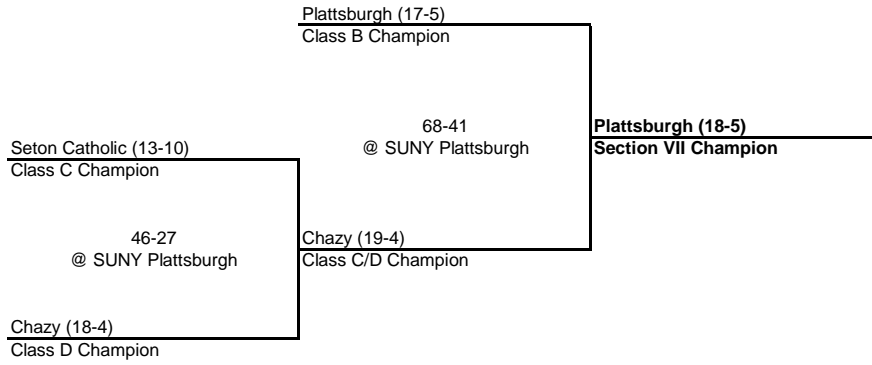 Plattsburgh (17-5)
Class B Champion
68-41
@ SUNY Plattsburgh
Plattsburgh (18-5)
Section VII Champion
Seton Catholic (13-10)
Class C Champion
46-27
@ SUNY Plattsburgh
Chazy (19-4)
Class C/D Champion
Chazy (18-4)
Class D Champion